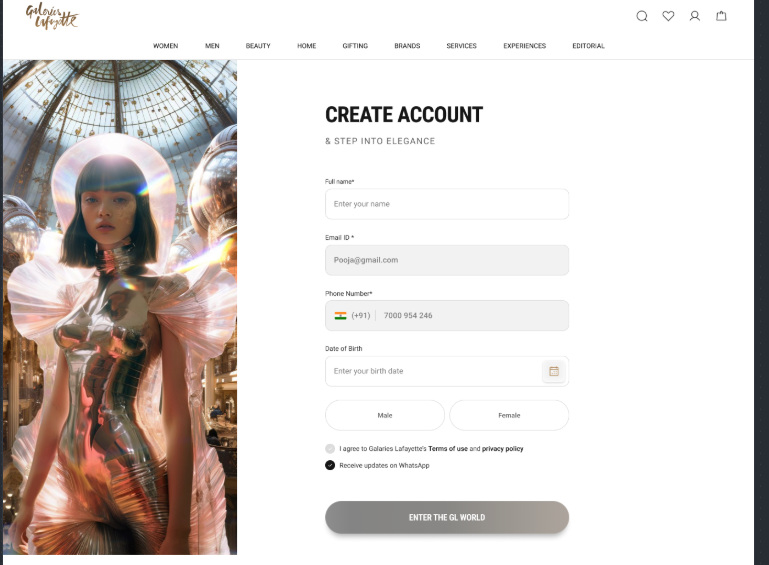 Galeries
Lafayette
WOMEN MEN BEAUTY HOME GIFTING BRANDS SERVICES EXPERIENCES EDITORIAL
CREATE ACCOUNT
& STEP INTO ELEGANCE
Full name*
Enter your name
Email ID *
Pooja@gmail.com
Phone Number*
(+91) 7000 954 246
Date of Birth
Enter your birth date
Male Female
I agree to Galaries Lafayette's Terms of use and privacy policy
Receive updates on WhatsApp
ENTER THE GL WORLD